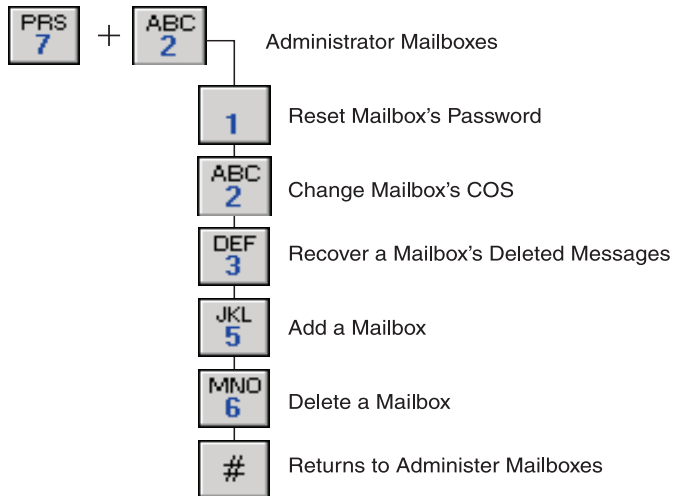 PRS ABC
7 + 2 Administrator Mailboxes
1 Reset Mailbox's Password
ABC
2 Change Mailbox's COS
DEF
3 Recover a Mailbox's Deleted Messages
JKL
5 Add a Mailbox
MNO
6 Delete a Mailbox
# Returns to Administer Mailboxes